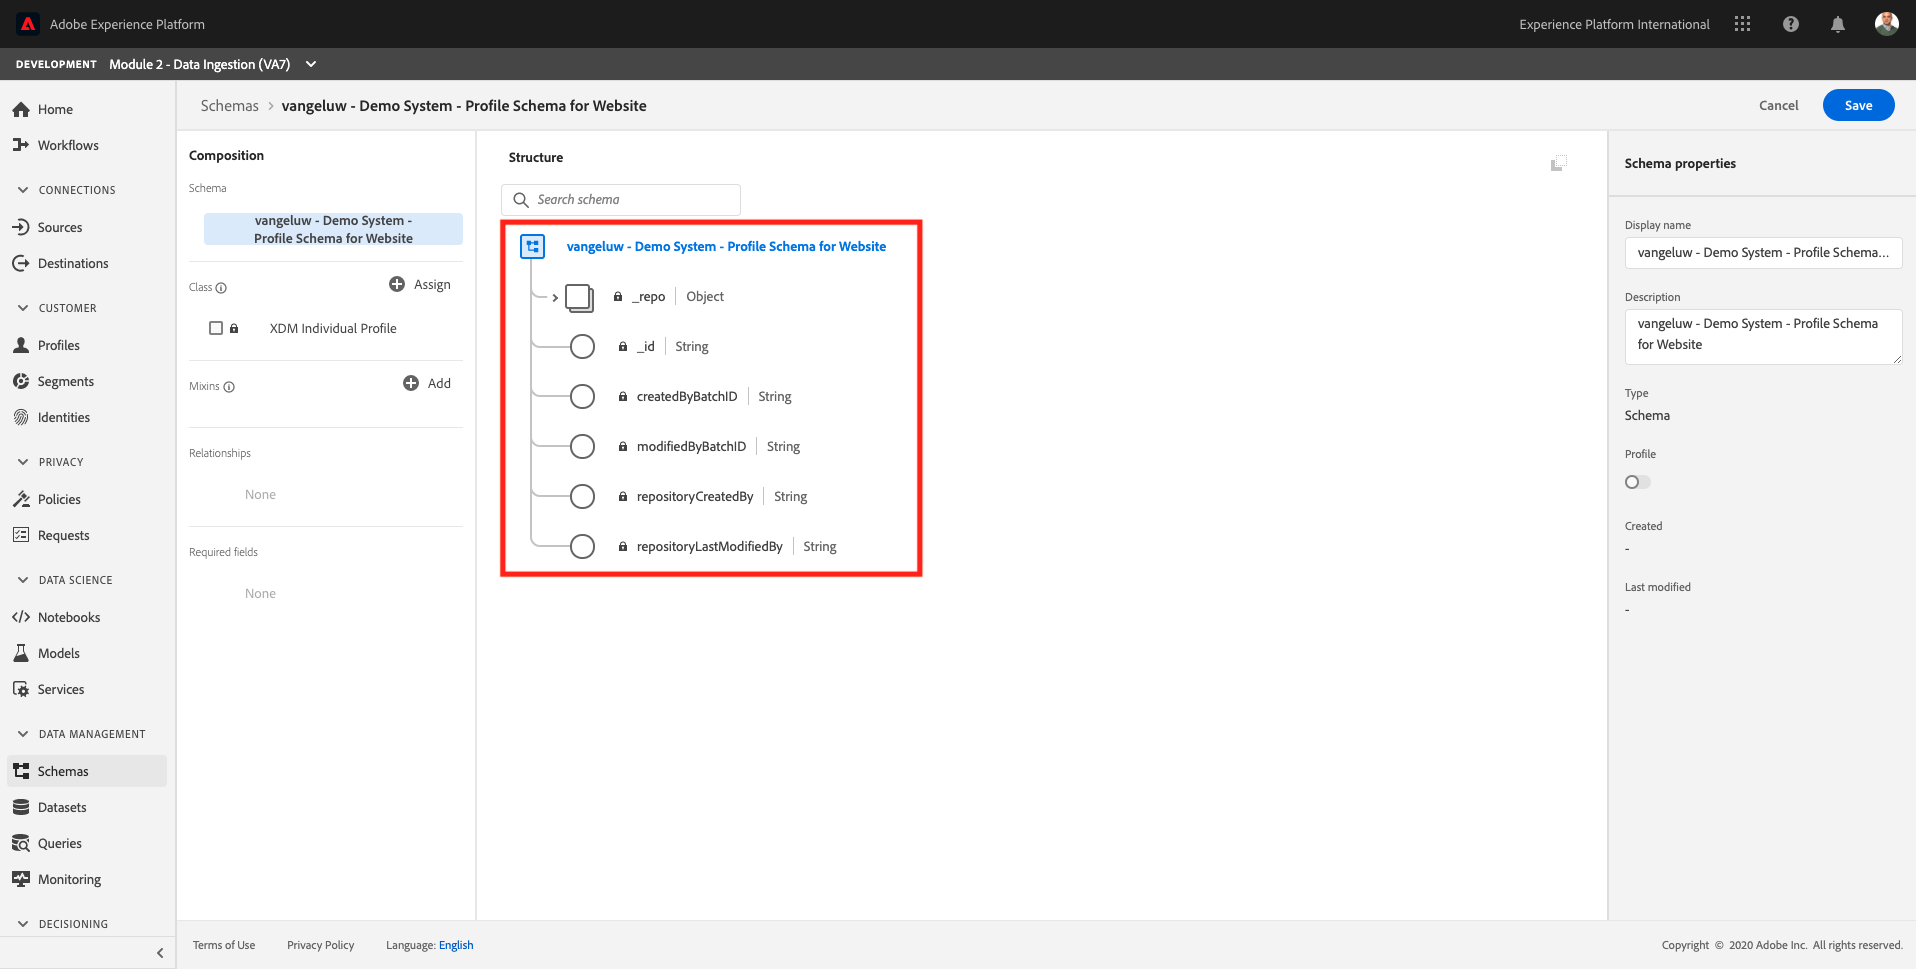 Adobe Experience Platform
Experience Platform International
DEVELOPMENT Module 2 - Data Ingestion (VA7)
Home
Workflows
CONNECTIONS
Sources
Destinations
CUSTOMER
Profiles
Segments
Identities
PRIVACY
Policies
Requests
DATA SCIENCE
Notebooks
Models
Services
DATA MANAGEMENT
Schemas
Datasets
Queries
Monitoring
DECISIONING
Schemas > vangeluw - Demo System - Profile Schema for Website
Cancel
Save
Composition
Schema
vangeluw - Demo System -
Profile Schema for Website
Class
Assign
XDM Individual Profile
Mixins
Add
Relationships
None
Required fields
None
Structure
Search schema
vangeluw - Demo System - Profile Schema for Website
_repo | Object
_id | String
createdByBatchID | String
modifiedByBatchID | String
repositoryCreatedBy | String
repositoryLastModifiedBy | String
Schema properties
Display name
vangeluw - Demo System - Profile Schema...
Description
vangeluw - Demo System - Profile Schema
for Website
Type
Schema
Profile
Created
-
Last modified
-
Terms of Use
Privacy Policy
Language: English
Copyright © 2020 Adobe Inc. All rights reserved.